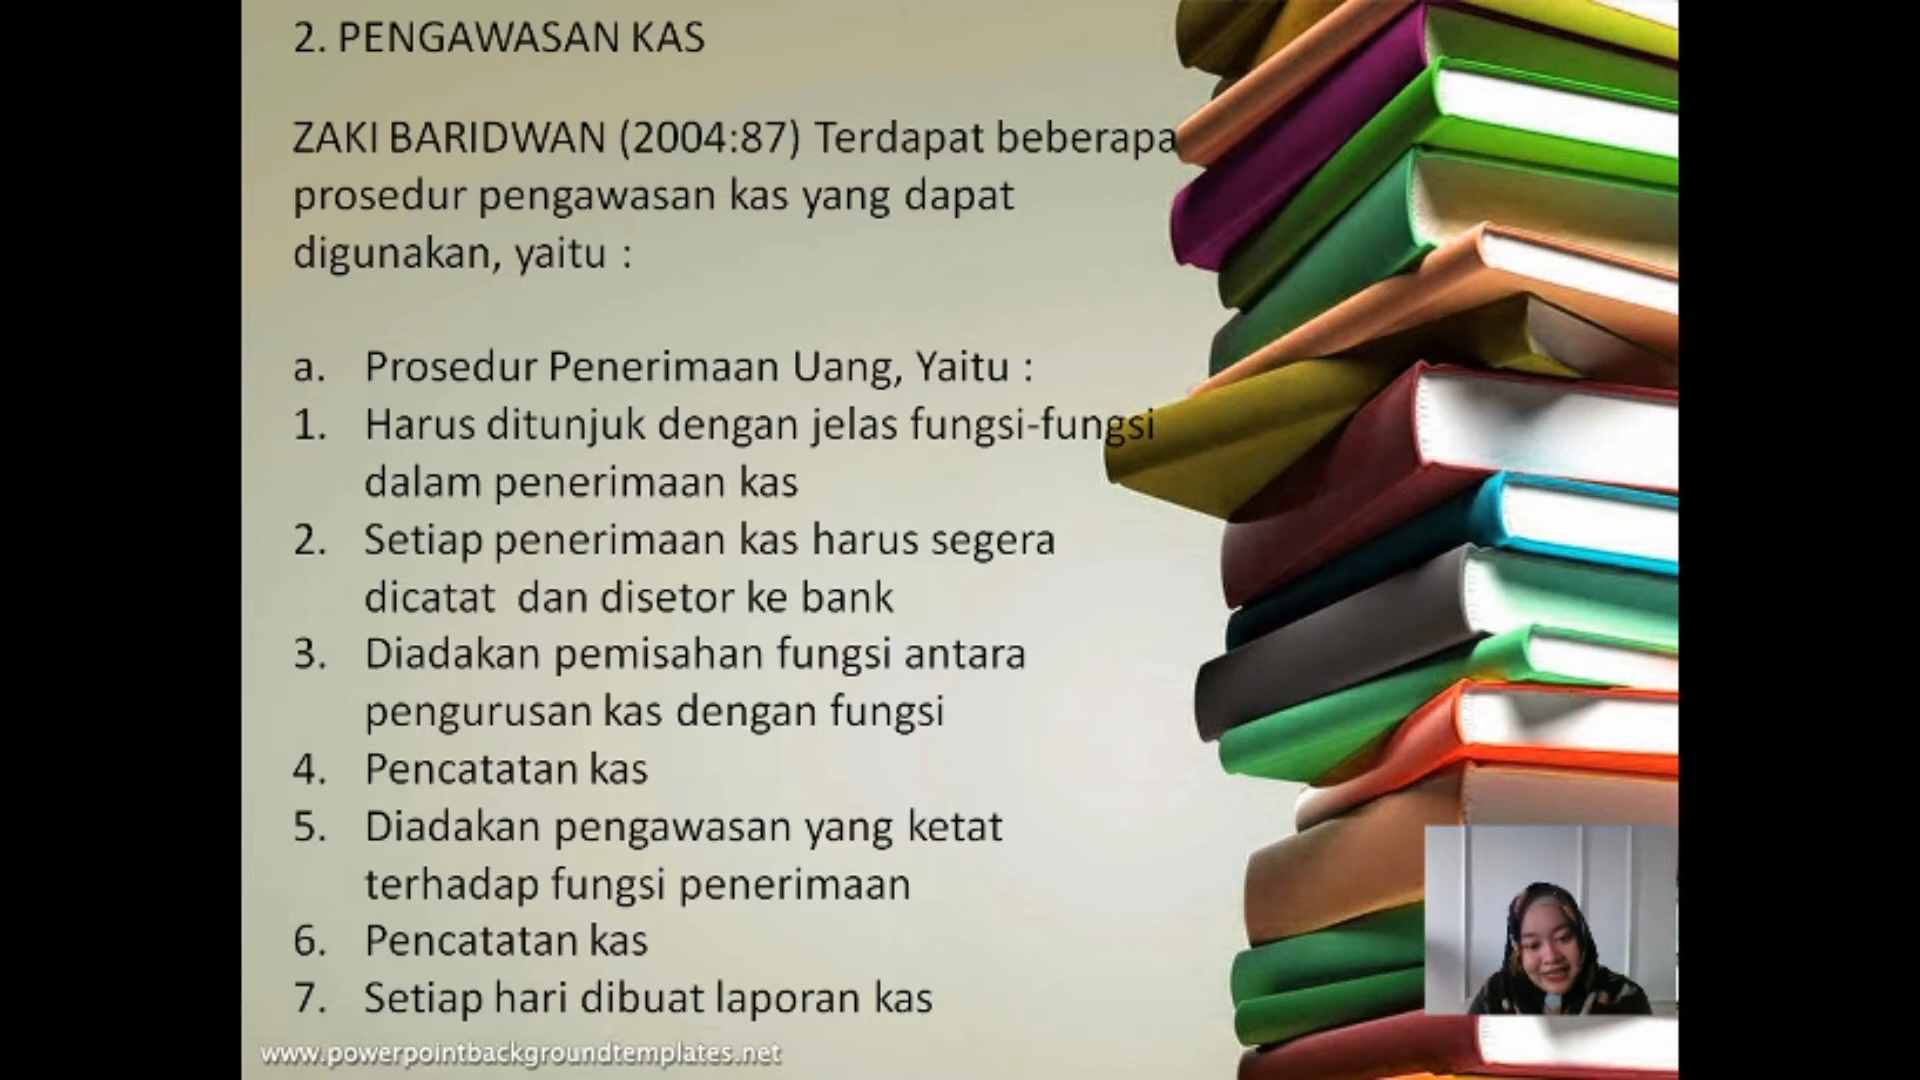 2. PENGAWASAN KAS
ZAKI BARIDWAN (2004:87) Terdapat beberapa
prosedur pengawasan kas yang dapat
digunakan, yaitu :
a. Prosedur Penerimaan Uang, Yaitu :
1. Harus ditunjuk dengan jelas fungsi-fungsi
dalam penerimaan kas
2. Setiap penerimaan kas harus segera
dicatat  dan disetor ke bank
3. Diadakan pemisahan fungsi antara
pengurusan kas dengan fungsi
4. Pencatatan kas
5. Diadakan pengawasan yang ketat
terhadap fungsi penerimaan
6. Pencatatan kas
7. Setiap hari dibuat laporan kas
www.powerpointbackgroundtemplates.net